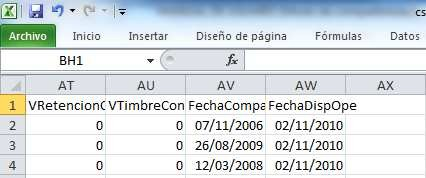 cs
Archivo Inicio Insertar Diseño de página Fórmulas Datos
BH1 fx
AT AU AV AW AX
1 VRetencionC VTimbreCon FechaCompa FechaDispOpe
2 0 0 07/11/2006 02/11/2010
3 0 0 26/08/2009 02/11/2010
4 0 0 12/03/2008 02/11/2010